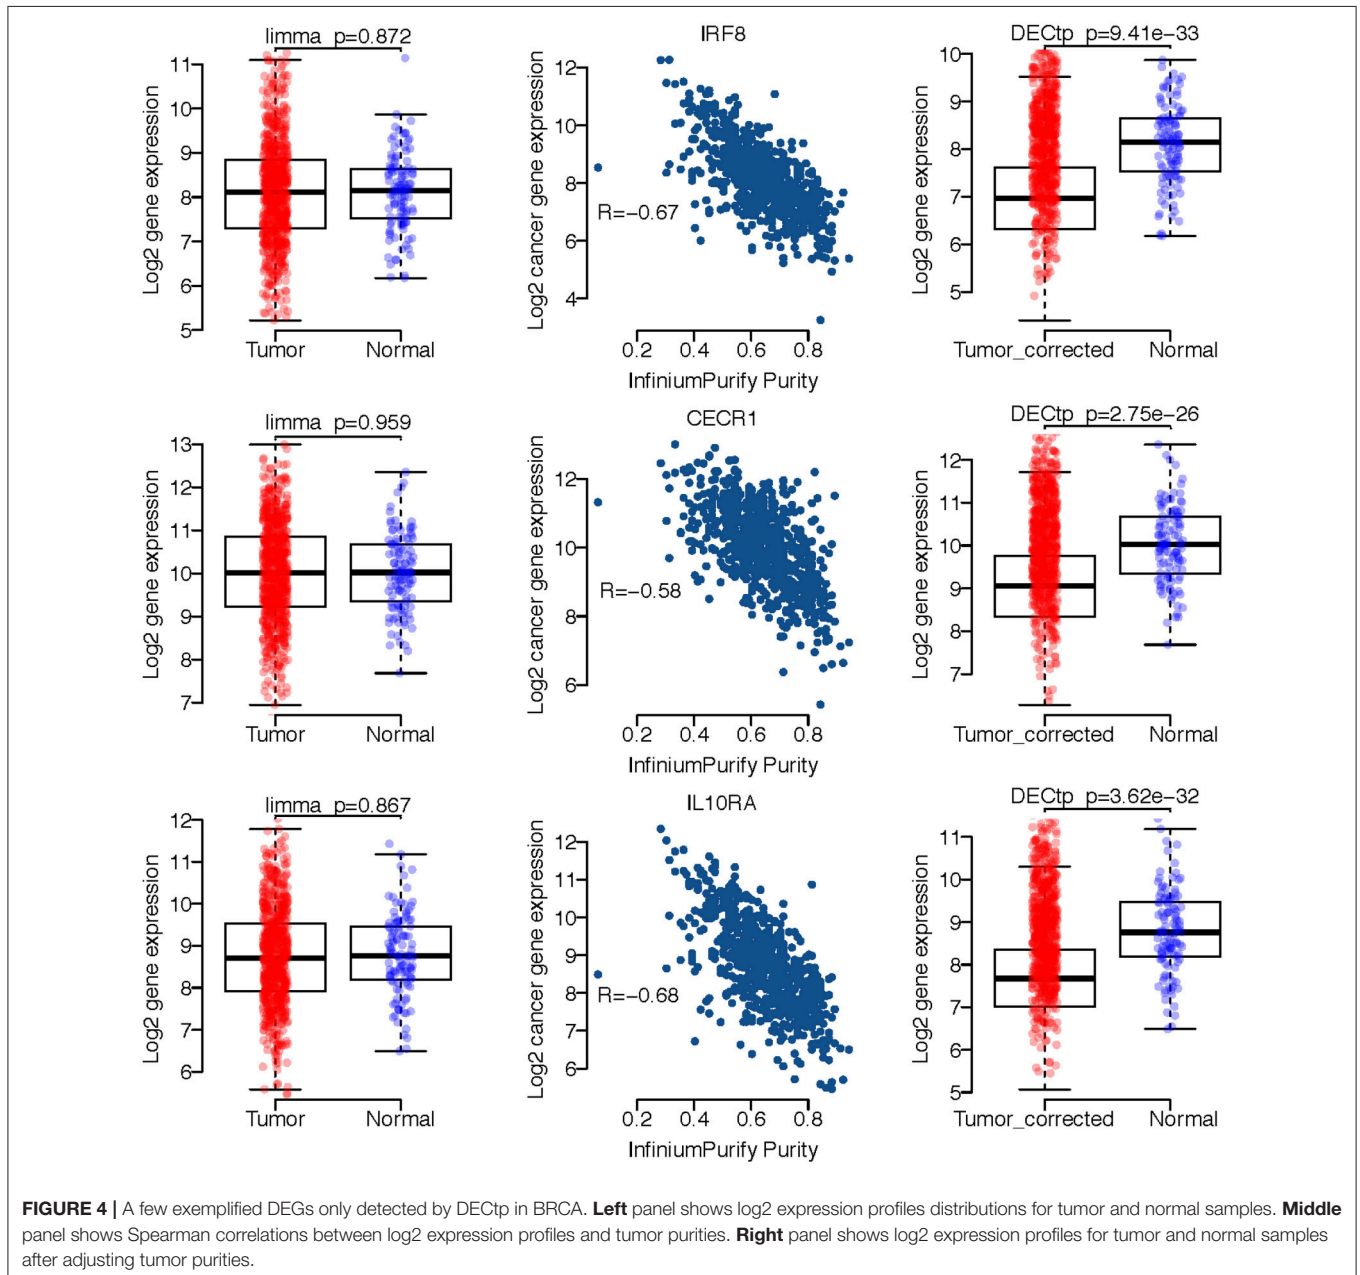 limma p=0.872
Log2 gene expression
11
10
9
8
7
6
5
Tumor Normal
IRF8
Log2 cancer gene expression
12
10
8
6
4
R=−0.67
0.2 0.4 0.6 0.8
InfiniumPurify Purity
DECtp p=9.41e−33
Log2 gene expression
10
9
8
7
6
5
Tumor_corrected Normal
limma p=0.959
Log2 gene expression
13
12
11
10
9
8
7
Tumor Normal
CECR1
Log2 cancer gene expression
12
10
8
6
R=−0.58
0.2 0.4 0.6 0.8
InfiniumPurify Purity
DECtp p=2.75e−26
Log2 gene expression
12
11
10
9
8
7
Tumor_corrected Normal
limma p=0.867
Log2 gene expression
12
11
10
9
8
7
6
Tumor Normal
IL10RA
Log2 cancer gene expression
12
11
10
9
8
7
6
R=−0.68
0.2 0.4 0.6 0.8
InfiniumPurify Purity
DECtp p=3.62e−32
Log2 gene expression
11
10
9
8
7
6
5
Tumor_corrected Normal
FIGURE 4 | A few exemplified DEGs only detected by DECtp in BRCA. Left panel shows log2 expression profiles distributions for tumor and normal samples. Middle
panel shows Spearman correlations between log2 expression profiles and tumor purities. Right panel shows log2 expression profiles for tumor and normal samples
after adjusting tumor purities.